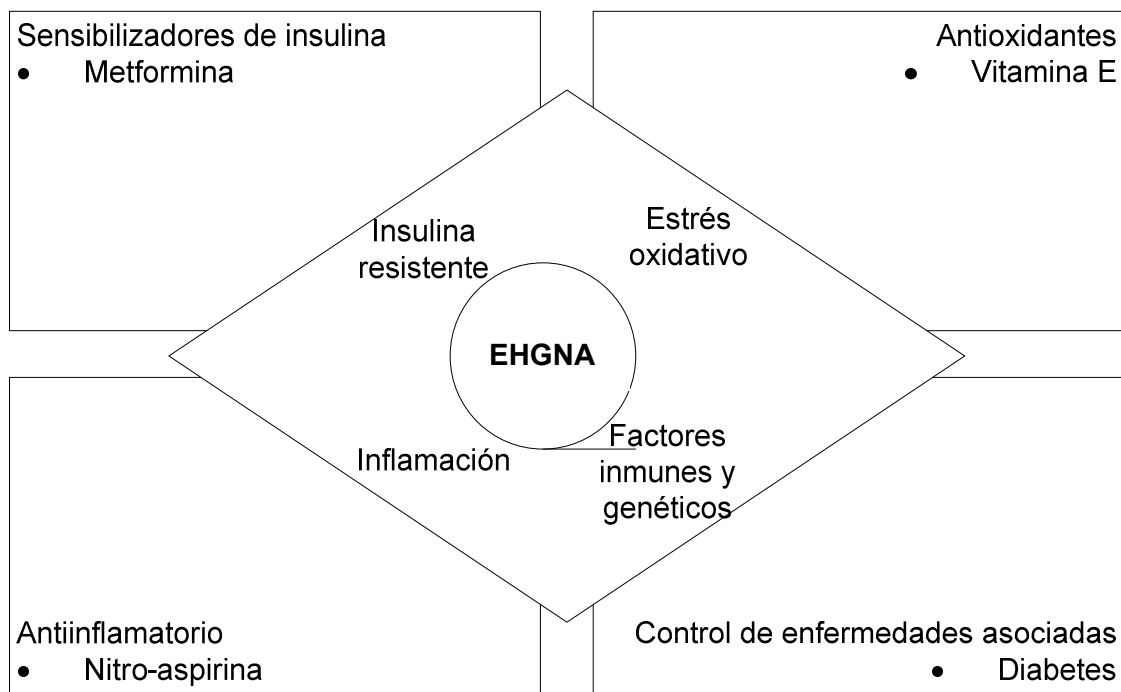 Sensibilizadores de insulina
• Metformina
Antioxidantes
• Vitamina E
Insulina
resistente
Estrés
oxidativo
EHGNA
Inflamación
Factores
inmunes y
genéticos
Antiinflamatorio
• Nitro-aspirina
Control de enfermedades asociadas
• Diabetes